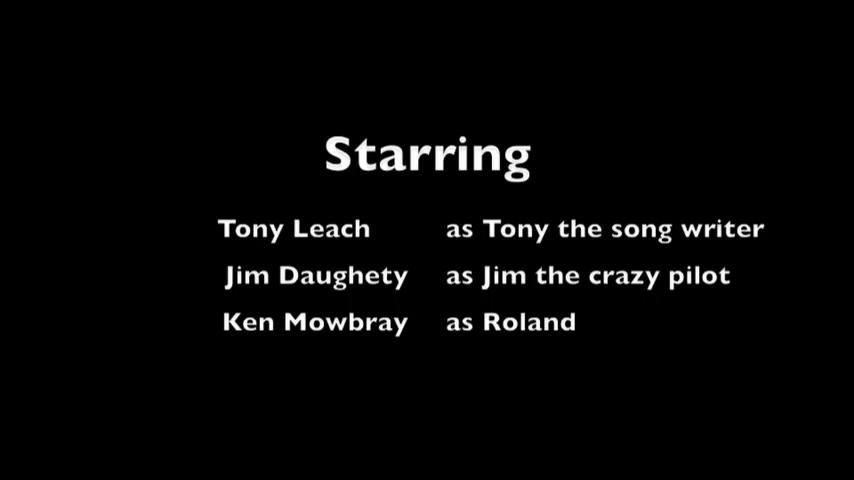 Starring
Tony Leach as Tony the song writer
Jim Daughety as Jim the crazy pilot
Ken Mowbray as Roland